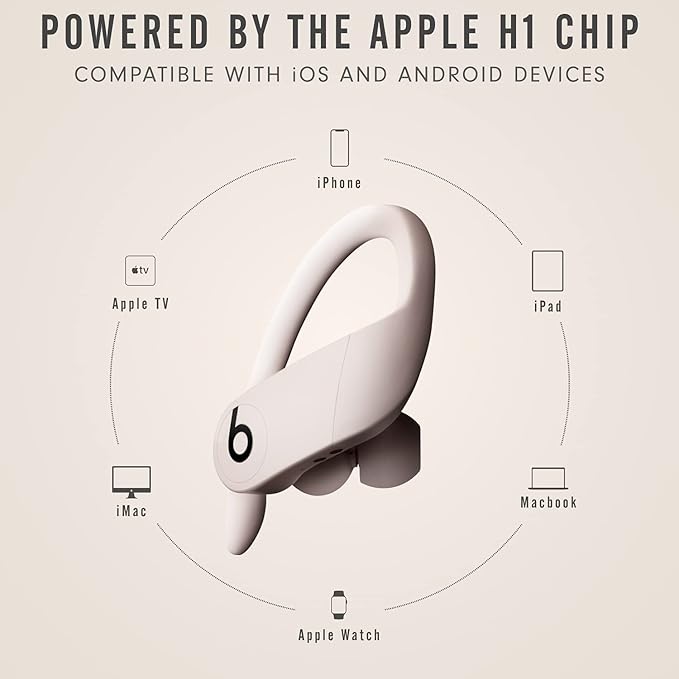 POWERED BY THE APPLE H1 CHIP
COMPATIBLE WITH iOS AND ANDROID DEVICES
iPhone
tv
Apple TV
iPad
b
iMac
Macbook
Apple Watch